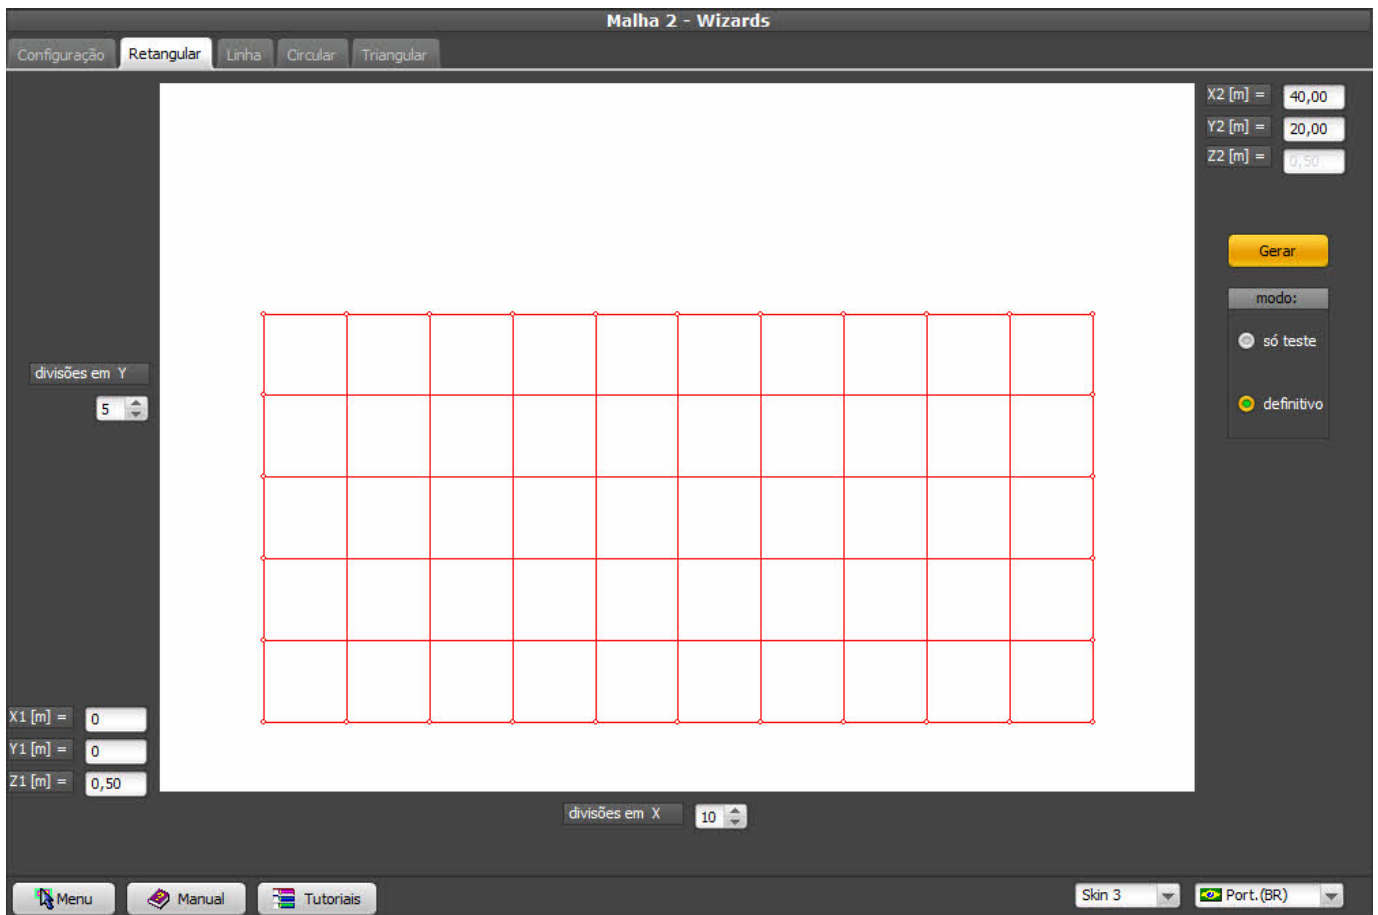 Malha 2 - Wizards
Configuração Retangular Linha Circular Triangular
X2 [m] = 40,00
Y2 [m] = 20,00
Z2 [m] = 0,50
Gerar
modo:
só teste
definitivo
divisões em Y
5
X1 [m] = 0
Y1 [m] = 0
Z1 [m] = 0,50
divisões em X 10
Menu Manual Tutoriais Skin 3 Port.(BR)